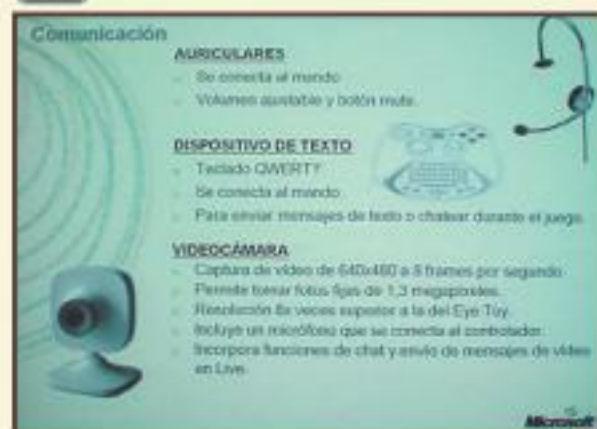 Comunicación
AURICULARES
Se conecta al mando
Volumen ajustable y botón mute.
DISPOSITIVO DE TEXTO
Teclado QWERTY
Se conecta al mando
Para enviar mensajes de texto o chatear durante el juego.
VIDEOCÁMARA
Captura de vídeo de 640x480 a 8 frames por segundo
Permite tomar fotos fijas de 1,3 megapíxeles.
Resolución 8x veces superior a la del Eye Toy.
Incluye un micrófono que se conecta al controlador.
Incorpora funciones de chat y envío de mensajes de vídeo
en Live.
Microsoft